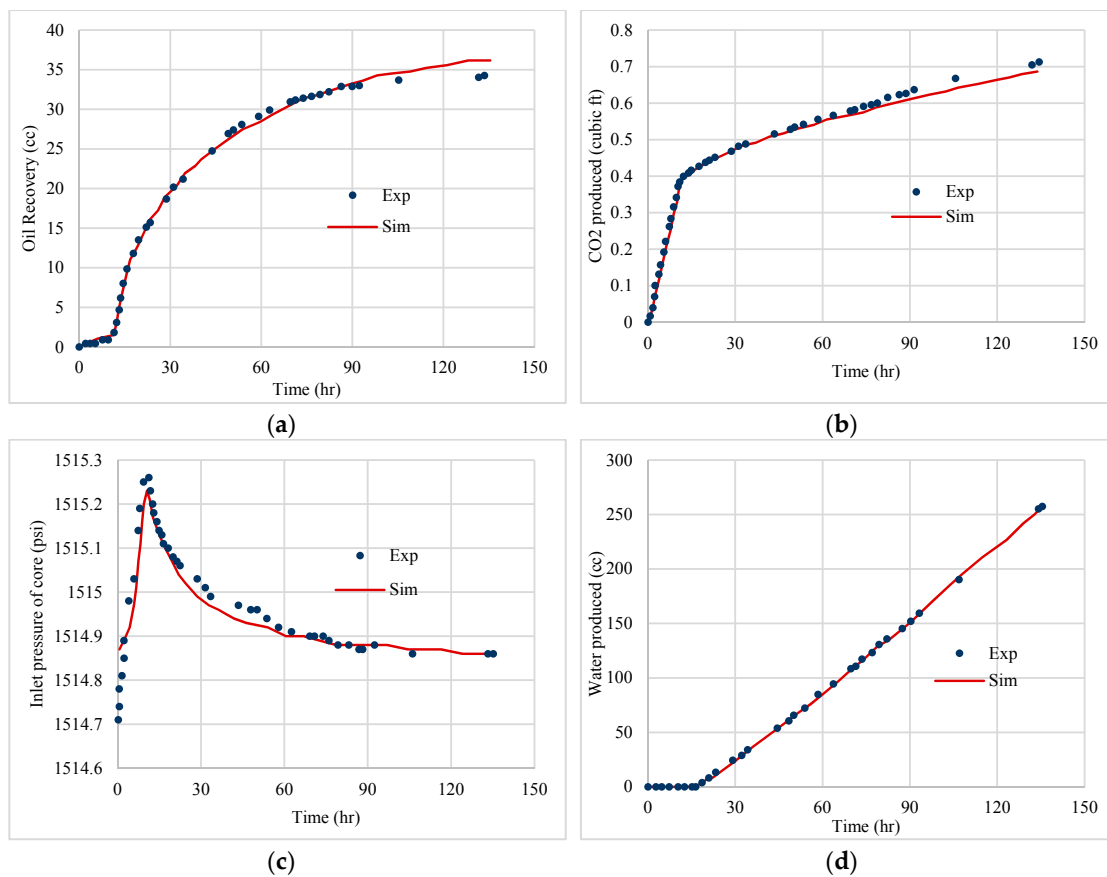 40
35
30
25
20
15
10
5
0
Oil Recovery (cc)
Exp
Sim
0 30 60 90 120 150
Time (hr)
(a)
0.8
0.7
0.6
0.5
0.4
0.3
0.2
0.1
0
CO2 produced (cubic ft)
Exp
Sim
0 30 60 90 120 150
Time (hr)
(b)
1515.3
1515.2
1515.1
1515
1514.9
1514.8
1514.7
1514.6
Inlet pressure of core (psi)
Exp
Sim
0 30 60 90 120 150
Time (hr)
(c)
300
250
200
150
100
50
0
Water produced (cc)
Exp
Sim
0 30 60 90 120 150
Time (hr)
(d)